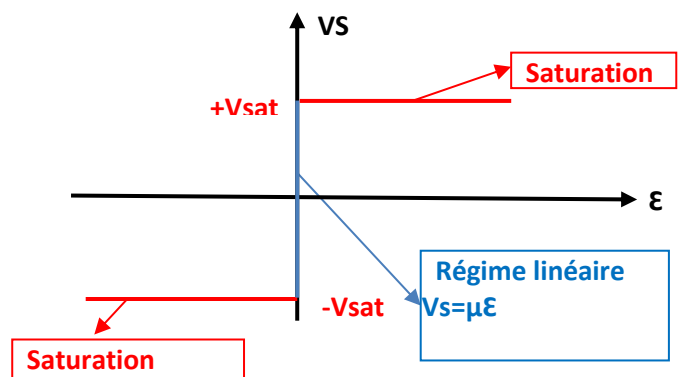 VS
Saturation
+Vsat
ε
Régime linéaire
-Vsat
Vs=µε
Saturation